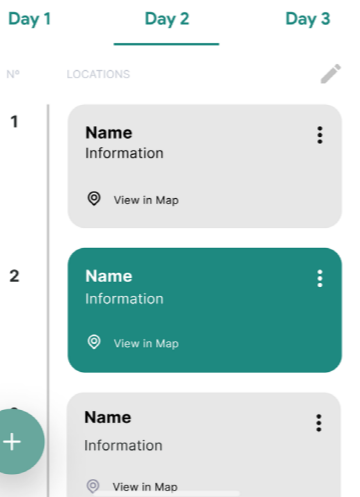 Day 1 Day 2 Day 3
Nº LOCATIONS
1
Name
Information
View in Map
2
Name
Information
View in Map
Name
Information
View in Map